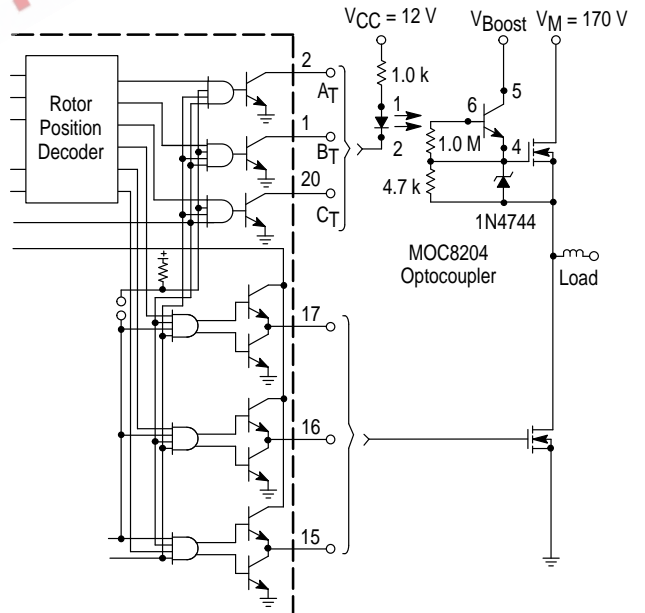 VCC = 12 V
VBoost
VM = 170 V
Rotor
Position
Decoder
2
AT
1
BT
20
CT
1.0 k
1
2
6
5
1.0 M
4
4.7 k
1N4744
MOC8204
Optocoupler
Load
+
17
16
15